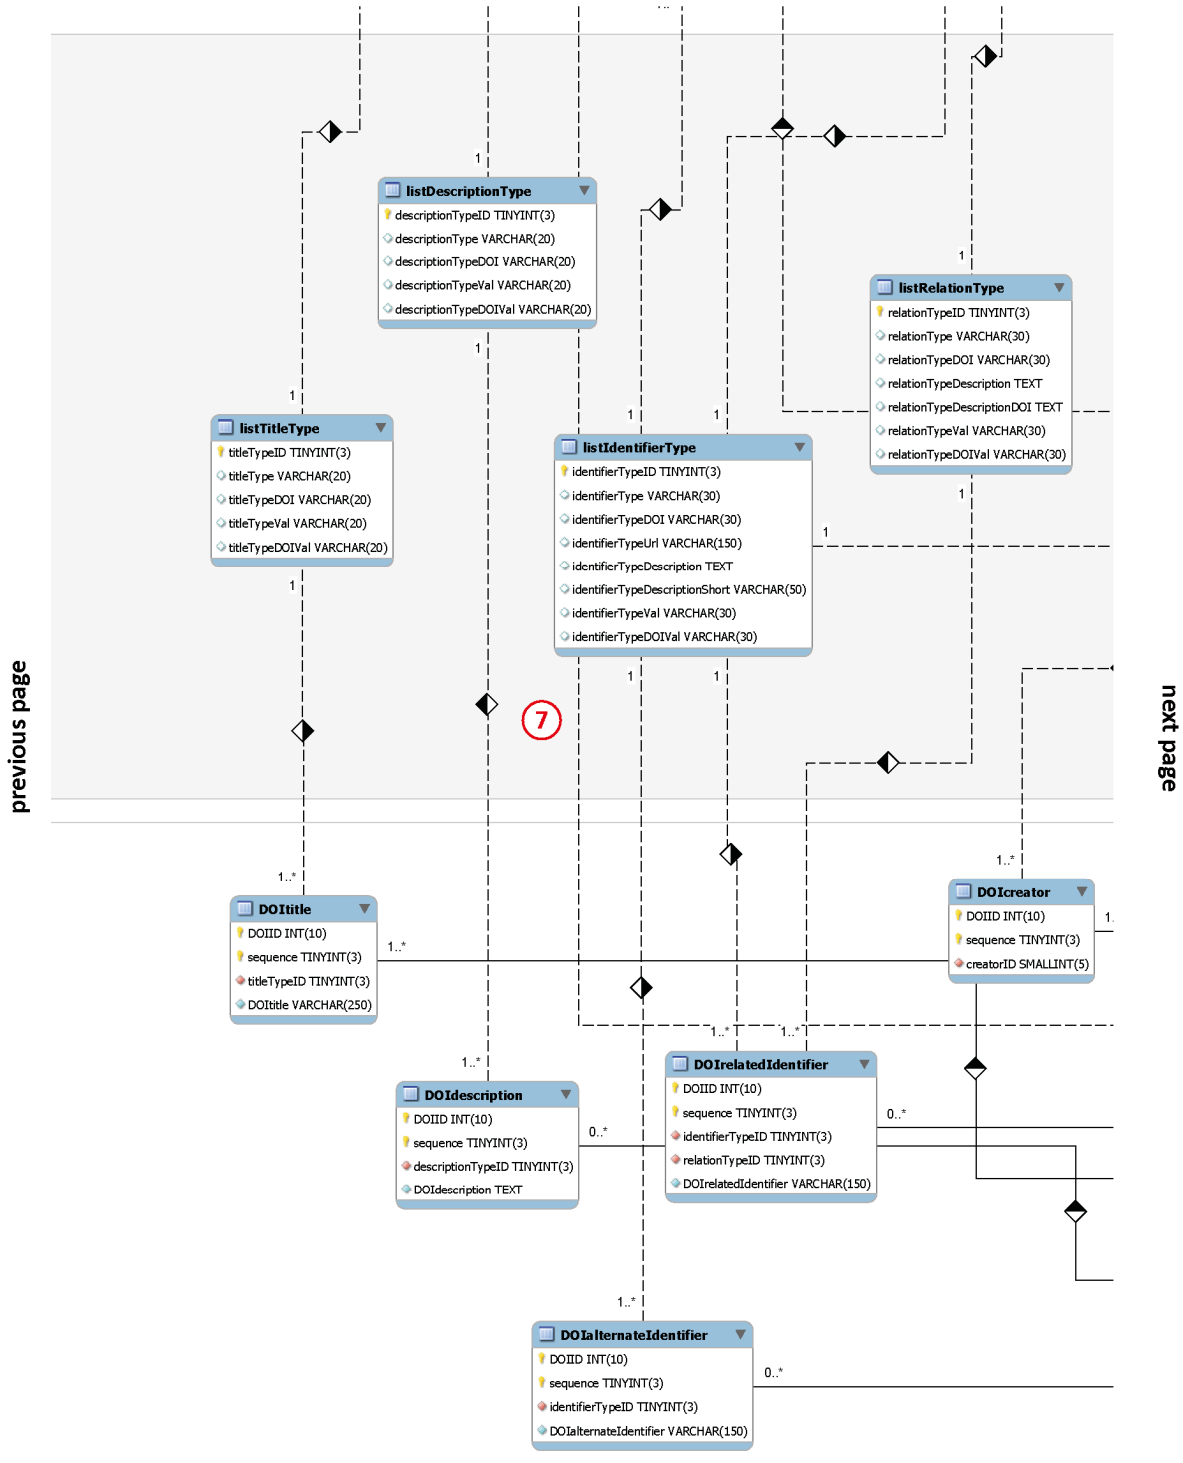 1..
1
listDescriptionType
descriptionTypeID TINYINT(3)
descriptionType VARCHAR(20)
descriptionTypeDOI VARCHAR(20)
descriptionTypeVal VARCHAR(20)
descriptionTypeDOIVal VARCHAR(20)
1
1
listRelationType
relationTypeID TINYINT(3)
relationType VARCHAR(30)
relationTypeDOI VARCHAR(30)
relationTypeDescription TEXT
relationTypeDescriptionDOI TEXT
relationTypeVal VARCHAR(30)
relationTypeDOIVal VARCHAR(30)
1
1
listTitleType
titleTypeID TINYINT(3)
titleType VARCHAR(20)
titleTypeDOI VARCHAR(20)
titleTypeVal VARCHAR(20)
titleTypeDOIVal VARCHAR(20)
1
1
1
listIdentifierType
identifierTypeID TINYINT(3)
identifierType VARCHAR(30)
identifierTypeDOI VARCHAR(30)
identifierTypeUrl VARCHAR(150)
identifierTypeDescription TEXT
identifierTypeDescriptionShort VARCHAR(50)
identifierTypeVal VARCHAR(30)
identifierTypeDOIVal VARCHAR(30)
1
1
1
7
previous page
next page
1..*
DOItitle
DOIID INT(10)
sequence TINYINT(3)
titleTypeID TINYINT(3)
DOItitle VARCHAR(250)
1..*
1..*
DOIcreator
DOIID INT(10)
sequence TINYINT(3)
creatorID SMALLINT(5)
1.
1..*
DOIdescription
DOIID INT(10)
sequence TINYINT(3)
descriptionTypeID TINYINT(3)
DOIdescription TEXT
0..*
1..*
1..*
DOIrelatedIdentifier
DOIID INT(10)
sequence TINYINT(3)
identifierTypeID TINYINT(3)
relationTypeID TINYINT(3)
DOIrelatedIdentifier VARCHAR(150)
0..*
1..*
DOIalternateIdentifier
DOIID INT(10)
sequence TINYINT(3)
identifierTypeID TINYINT(3)
DOIalternateIdentifier VARCHAR(150)
0..*